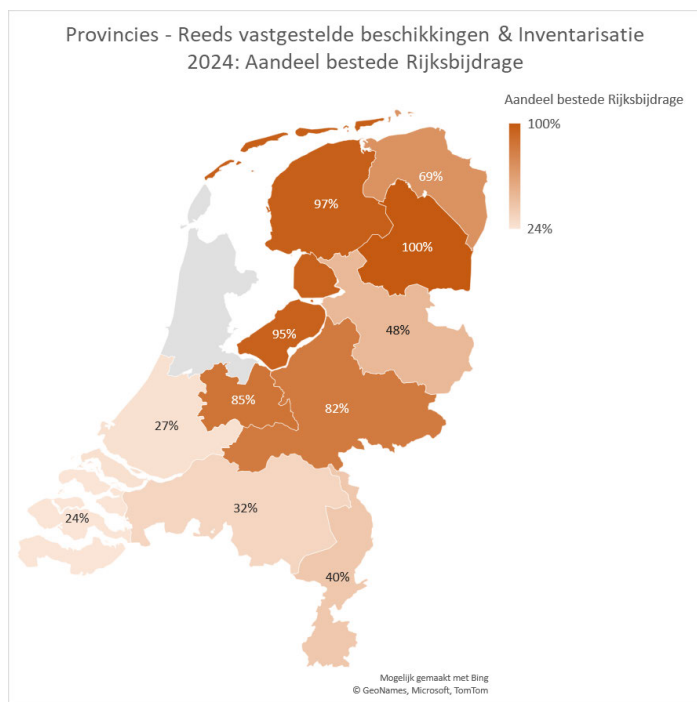 Provincies - Reeds vastgestelde beschikkingen & Inventarisatie
2024: Aandeel bestede Rijksbijdrage
Aandeel bestede Rijksbijdrage
100%
24%
69%
97%
100%
95%
48%
85%
82%
27%
32%
24%
40%
Mogelijk gemaakt met Bing
© GeoNames, Microsoft, TomTom